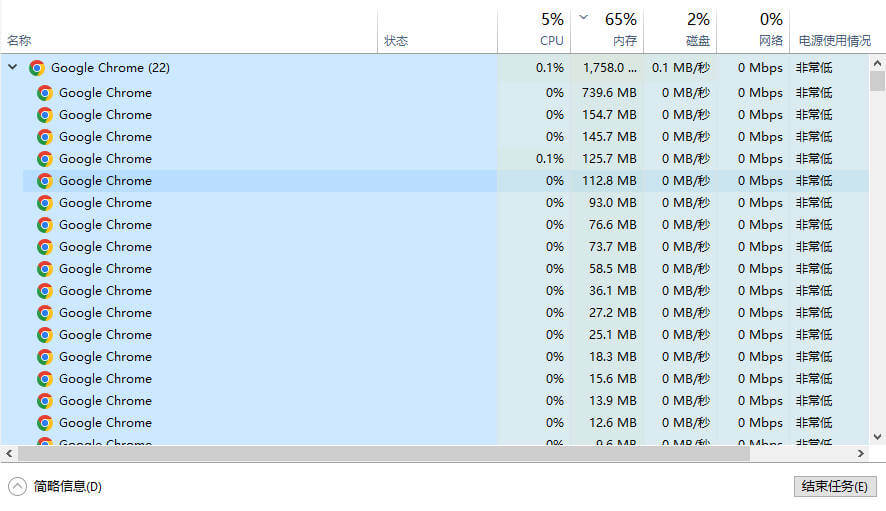 5% 65% 2% 0%
名称 状态 CPU 内存 磁盘 网络 电源使用情况
Google Chrome (22) 0.1% 1,758.0 ... 0.1 MB/秒 0 Mbps 非常低
Google Chrome 0% 739.6 MB 0 MB/秒 0 Mbps 非常低
Google Chrome 0% 154.7 MB 0 MB/秒 0 Mbps 非常低
Google Chrome 0% 145.7 MB 0 MB/秒 0 Mbps 非常低
Google Chrome 0.1% 125.7 MB 0 MB/秒 0 Mbps 非常低
Google Chrome 0% 112.8 MB 0 MB/秒 0 Mbps 非常低
Google Chrome 0% 93.0 MB 0 MB/秒 0 Mbps 非常低
Google Chrome 0% 76.6 MB 0 MB/秒 0 Mbps 非常低
Google Chrome 0% 73.7 MB 0 MB/秒 0 Mbps 非常低
Google Chrome 0% 58.5 MB 0 MB/秒 0 Mbps 非常低
Google Chrome 0% 36.1 MB 0 MB/秒 0 Mbps 非常低
Google Chrome 0% 27.2 MB 0 MB/秒 0 Mbps 非常低
Google Chrome 0% 25.1 MB 0 MB/秒 0 Mbps 非常低
Google Chrome 0% 18.3 MB 0 MB/秒 0 Mbps 非常低
Google Chrome 0% 15.6 MB 0 MB/秒 0 Mbps 非常低
Google Chrome 0% 13.9 MB 0 MB/秒 0 Mbps 非常低
Google Chrome 0% 12.6 MB 0 MB/秒 0 Mbps 非常低
Google Chrome 0% 9.6 MB 0 MB/秒 0 Mbps 非常低
简略信息(D) 结束任务(E)